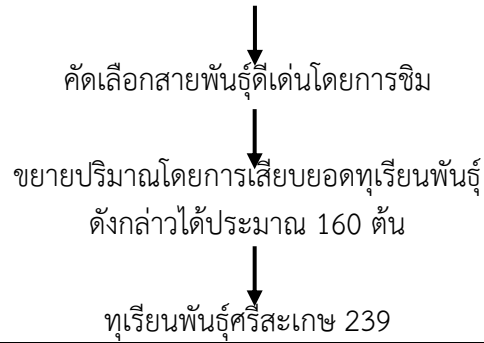 คัดเลือกสายพันธุ์ดีเด่นโดยการชิม
ขยายปริมาณโดยการเสียบยอดทุเรียนพันธุ์
ดังกล่าวได้ประมาณ 160 ต้น
ทุเรียนพันธุ์ศรีสะเกษ 239